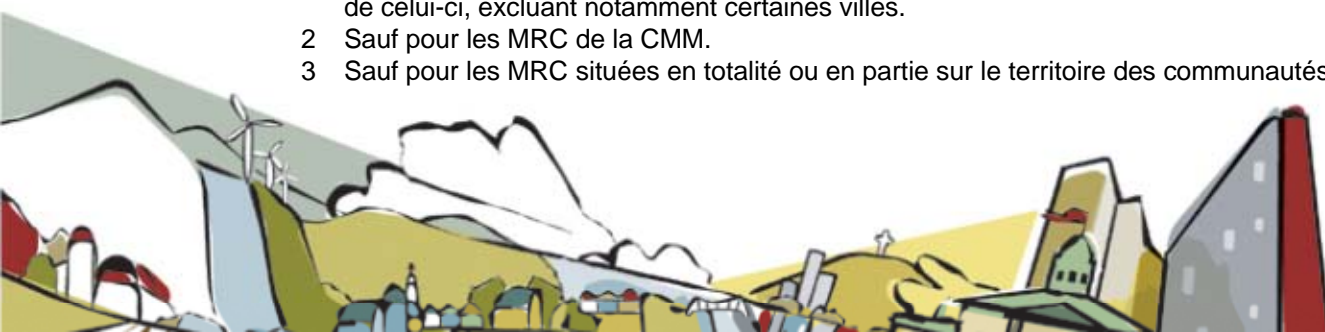 de celui-ci, excluant notamment certaines villes.
2 Sauf pour les MRC de la CMM.
3 Sauf pour les MRC situées en totalité ou en partie sur le territoire des communautés